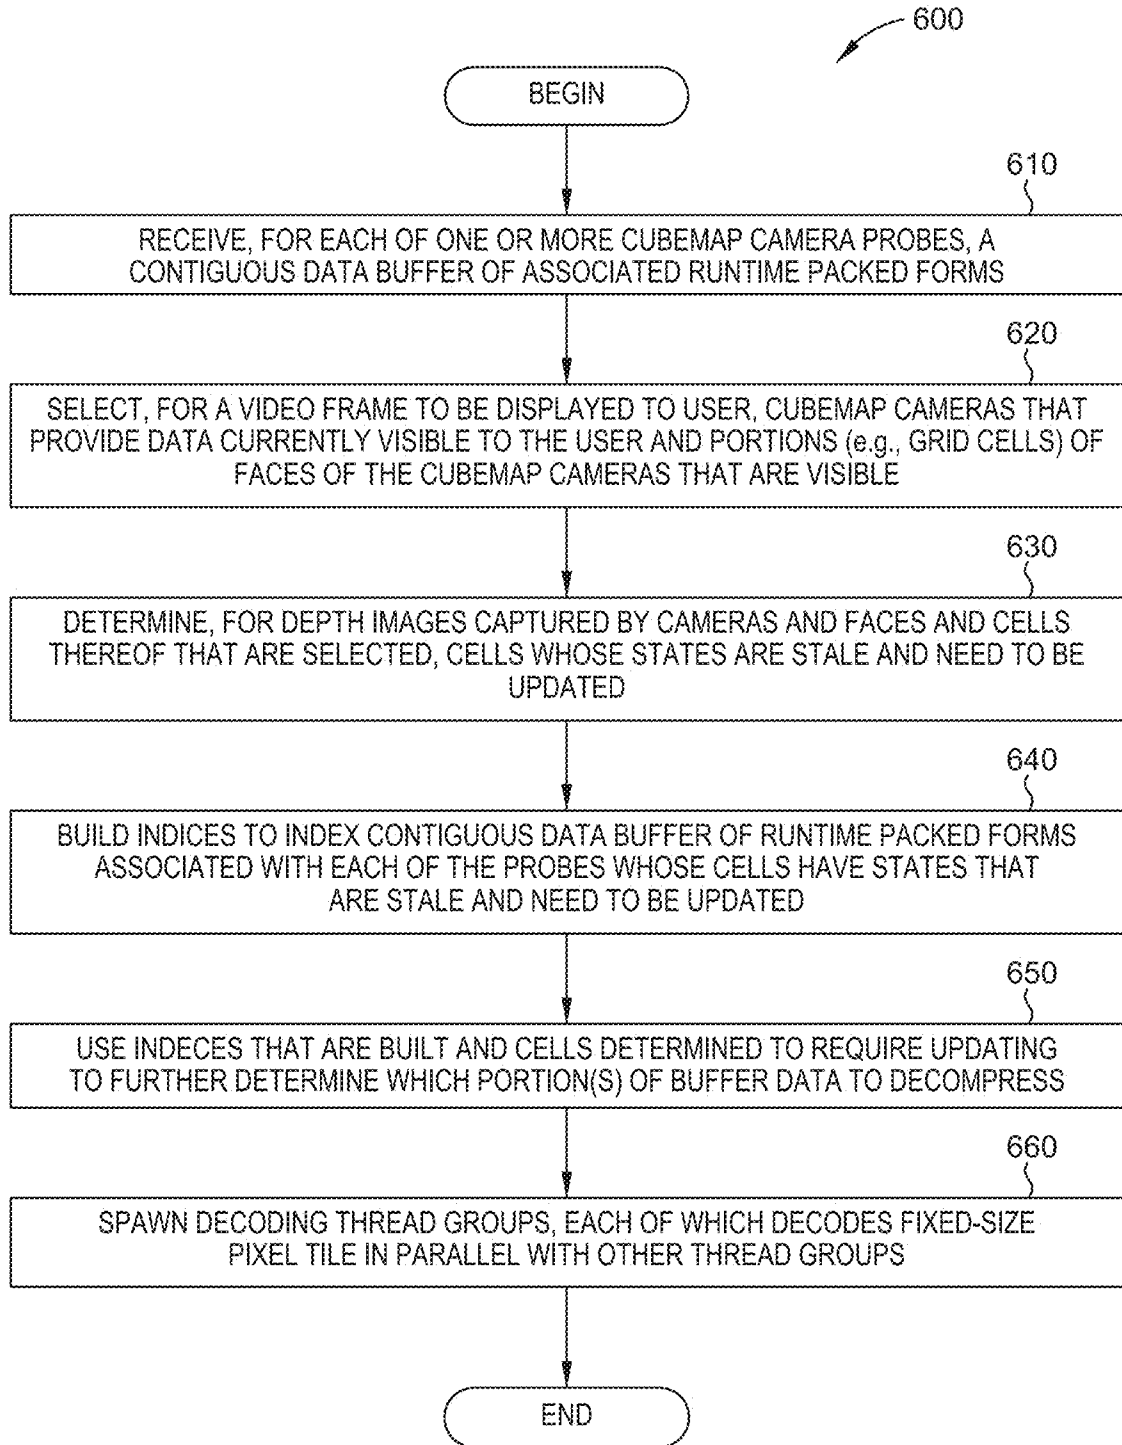 600
BEGIN
610
RECEIVE, FOR EACH OF ONE OR MORE CUBEMAP CAMERA PROBES, A
CONTIGUOUS DATA BUFFER OF ASSOCIATED RUNTIME PACKED FORMS
620
SELECT, FOR A VIDEO FRAME TO BE DISPLAYED TO USER, CUBEMAP CAMERAS THAT
PROVIDE DATA CURRENTLY VISIBLE TO THE USER AND PORTIONS (e.g., GRID CELLS) OF
FACES OF THE CUBEMAP CAMERAS THAT ARE VISIBLE
630
DETERMINE, FOR DEPTH IMAGES CAPTURED BY CAMERAS AND FACES AND CELLS
THEREOF THAT ARE SELECTED, CELLS WHOSE STATES ARE STALE AND NEED TO BE
UPDATED
640
BUILD INDICES TO INDEX CONTIGUOUS DATA BUFFER OF RUNTIME PACKED FORMS
ASSOCIATED WITH EACH OF THE PROBES WHOSE CELLS HAVE STATES THAT
ARE STALE AND NEED TO BE UPDATED
650
USE INDECES THAT ARE BUILT AND CELLS DETERMINED TO REQUIRE UPDATING
TO FURTHER DETERMINE WHICH PORTION(S) OF BUFFER DATA TO DECOMPRESS
660
SPAWN DECODING THREAD GROUPS, EACH OF WHICH DECODES FIXED-SIZE
PIXEL TILE IN PARALLEL WITH OTHER THREAD GROUPS
END